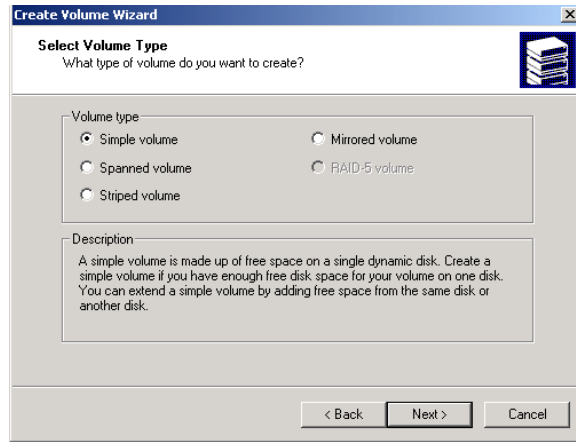 Create Volume Wizard
Select Volume Type
What type of volume do you want to create?
Volume type
Simple volume
Mirrored volume
Spanned volume
RAID-5 volume
Striped volume
Description
A simple volume is made up of free space on a single dynamic disk. Create a
simple volume if you have enough free disk space for your volume on one disk.
You can extend a simple volume by adding free space from the same disk or
another disk.
< Back
Next >
Cancel